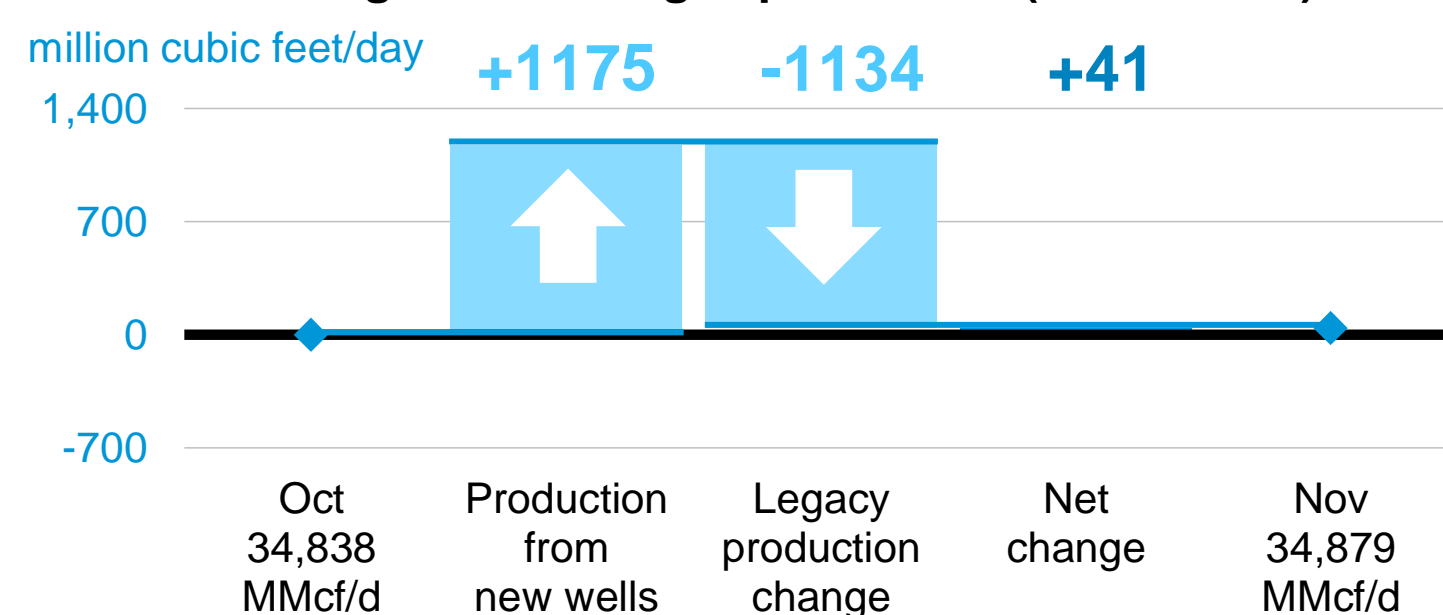 million cubic feet/day
+1175
-1134
+41
1,400
700
0
-700
Oct
34,838
MMcf/d
Production
from
new wells
Legacy
production
change
Net
change
Nov
34,879
MMcf/d